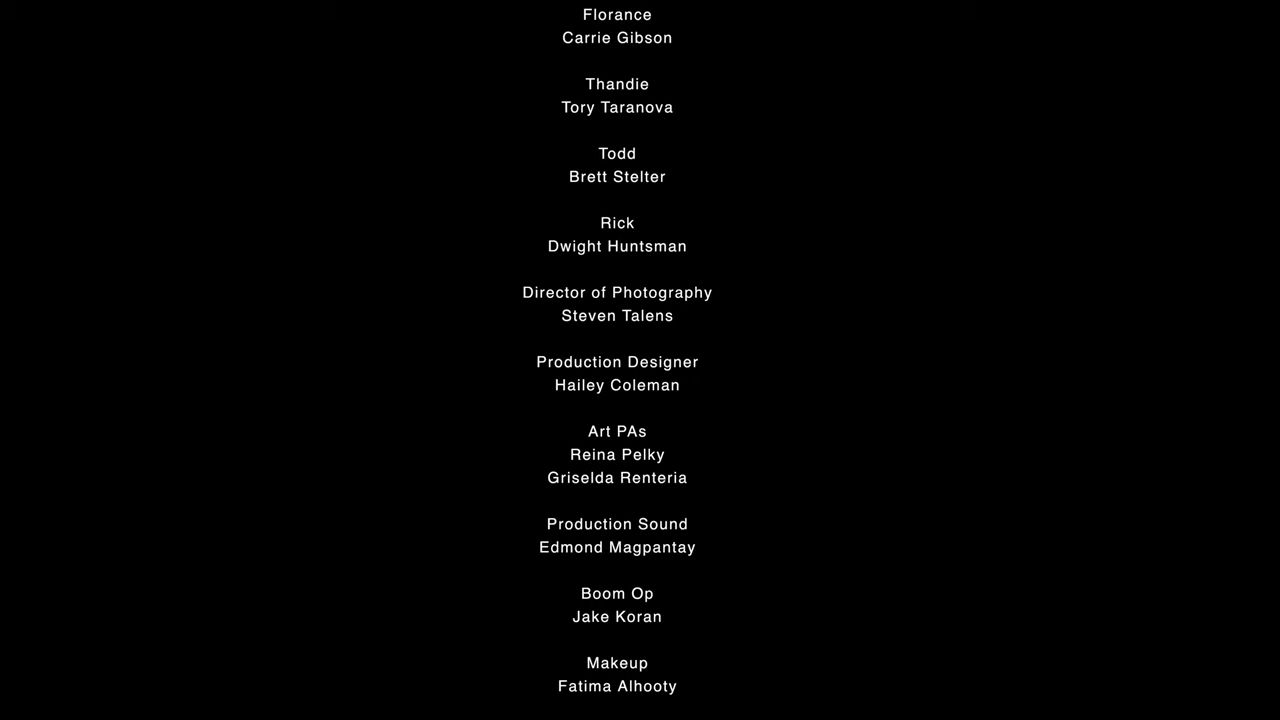 Florance
Carrie Gibson
Thandie
Tory Taranova
Todd
Brett Stelter
Rick
Dwight Huntsman
Director of Photography
Steven Talens
Production Designer
Hailey Coleman
Art PAs
Reina Pelky
Griselda Renteria
Production Sound
Edmond Magpantay
Boom Op
Jake Koran
Makeup
Fatima Alhooty